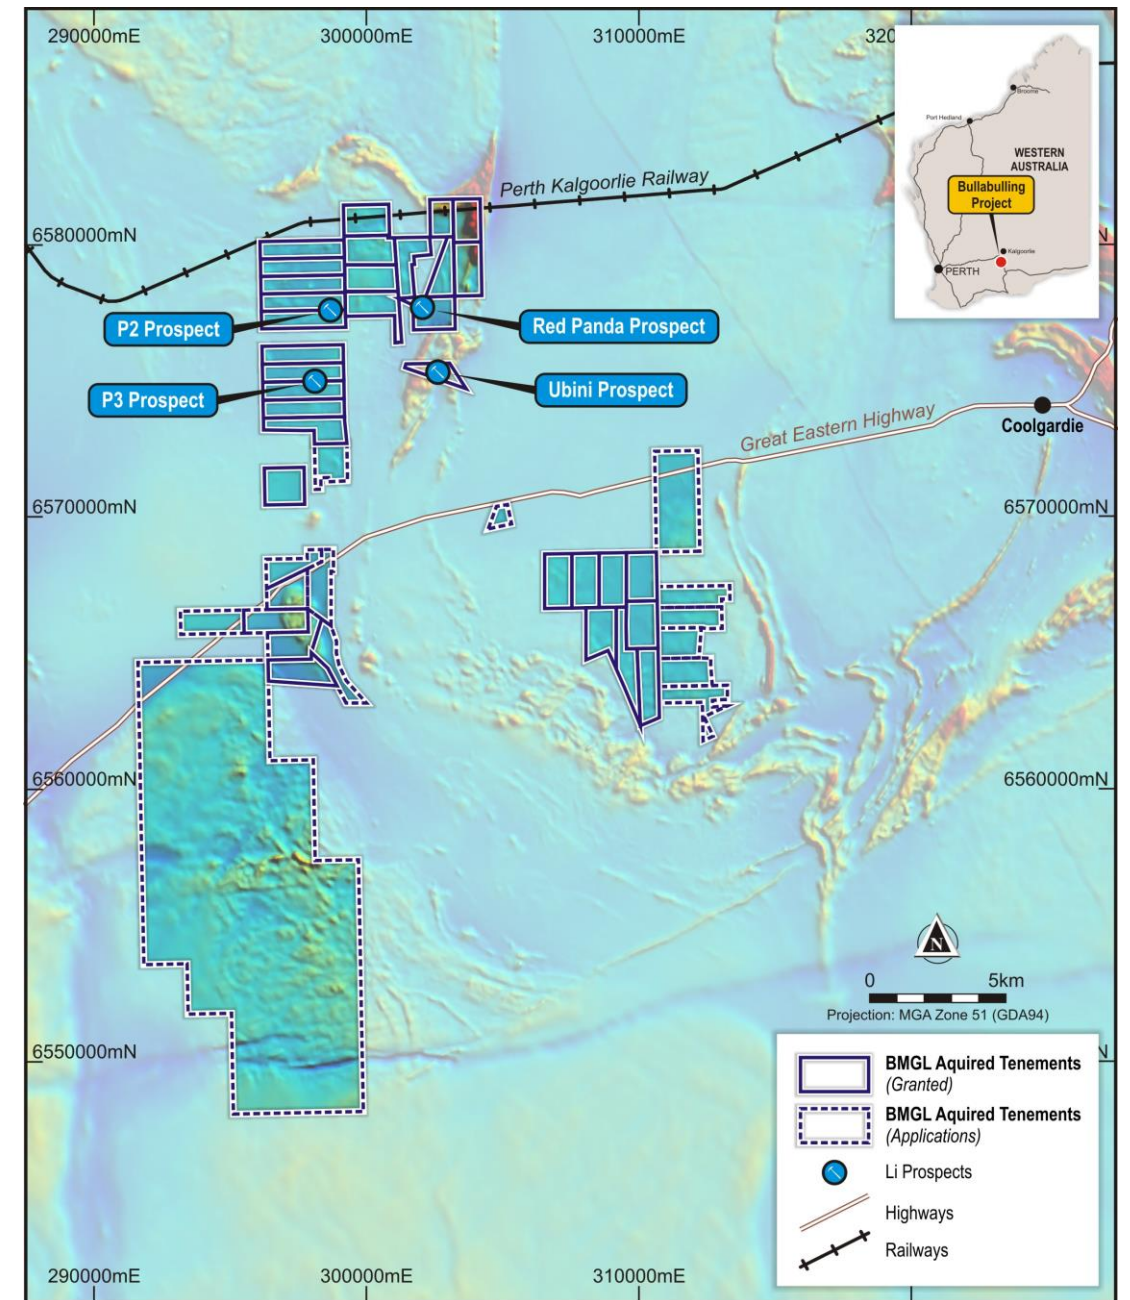 290000mE
300000mE
310000mE
320
Broome
Port Hedland
WESTERN
AUSTRALIA
Bullabulling
Project
Kalgoorlie
PERTH
Perth Kalgoorlie Railway
6580000mN
N
P2 Prospect
Red Panda Prospect
P3 Prospect
Ubini Prospect
Great Eastern Highway
Coolgardie
6570000mN
6570000mN
6560000mN
6560000mN
N
0
5km
Projection: MGA Zone 51 (GDA94)
6550000mN
N
BMGL Aquired Tenements
(Granted)
BMGL Aquired Tenements
(Applications)
Li Prospects
Highways
Railways
290000mE
300000mE
310000mE